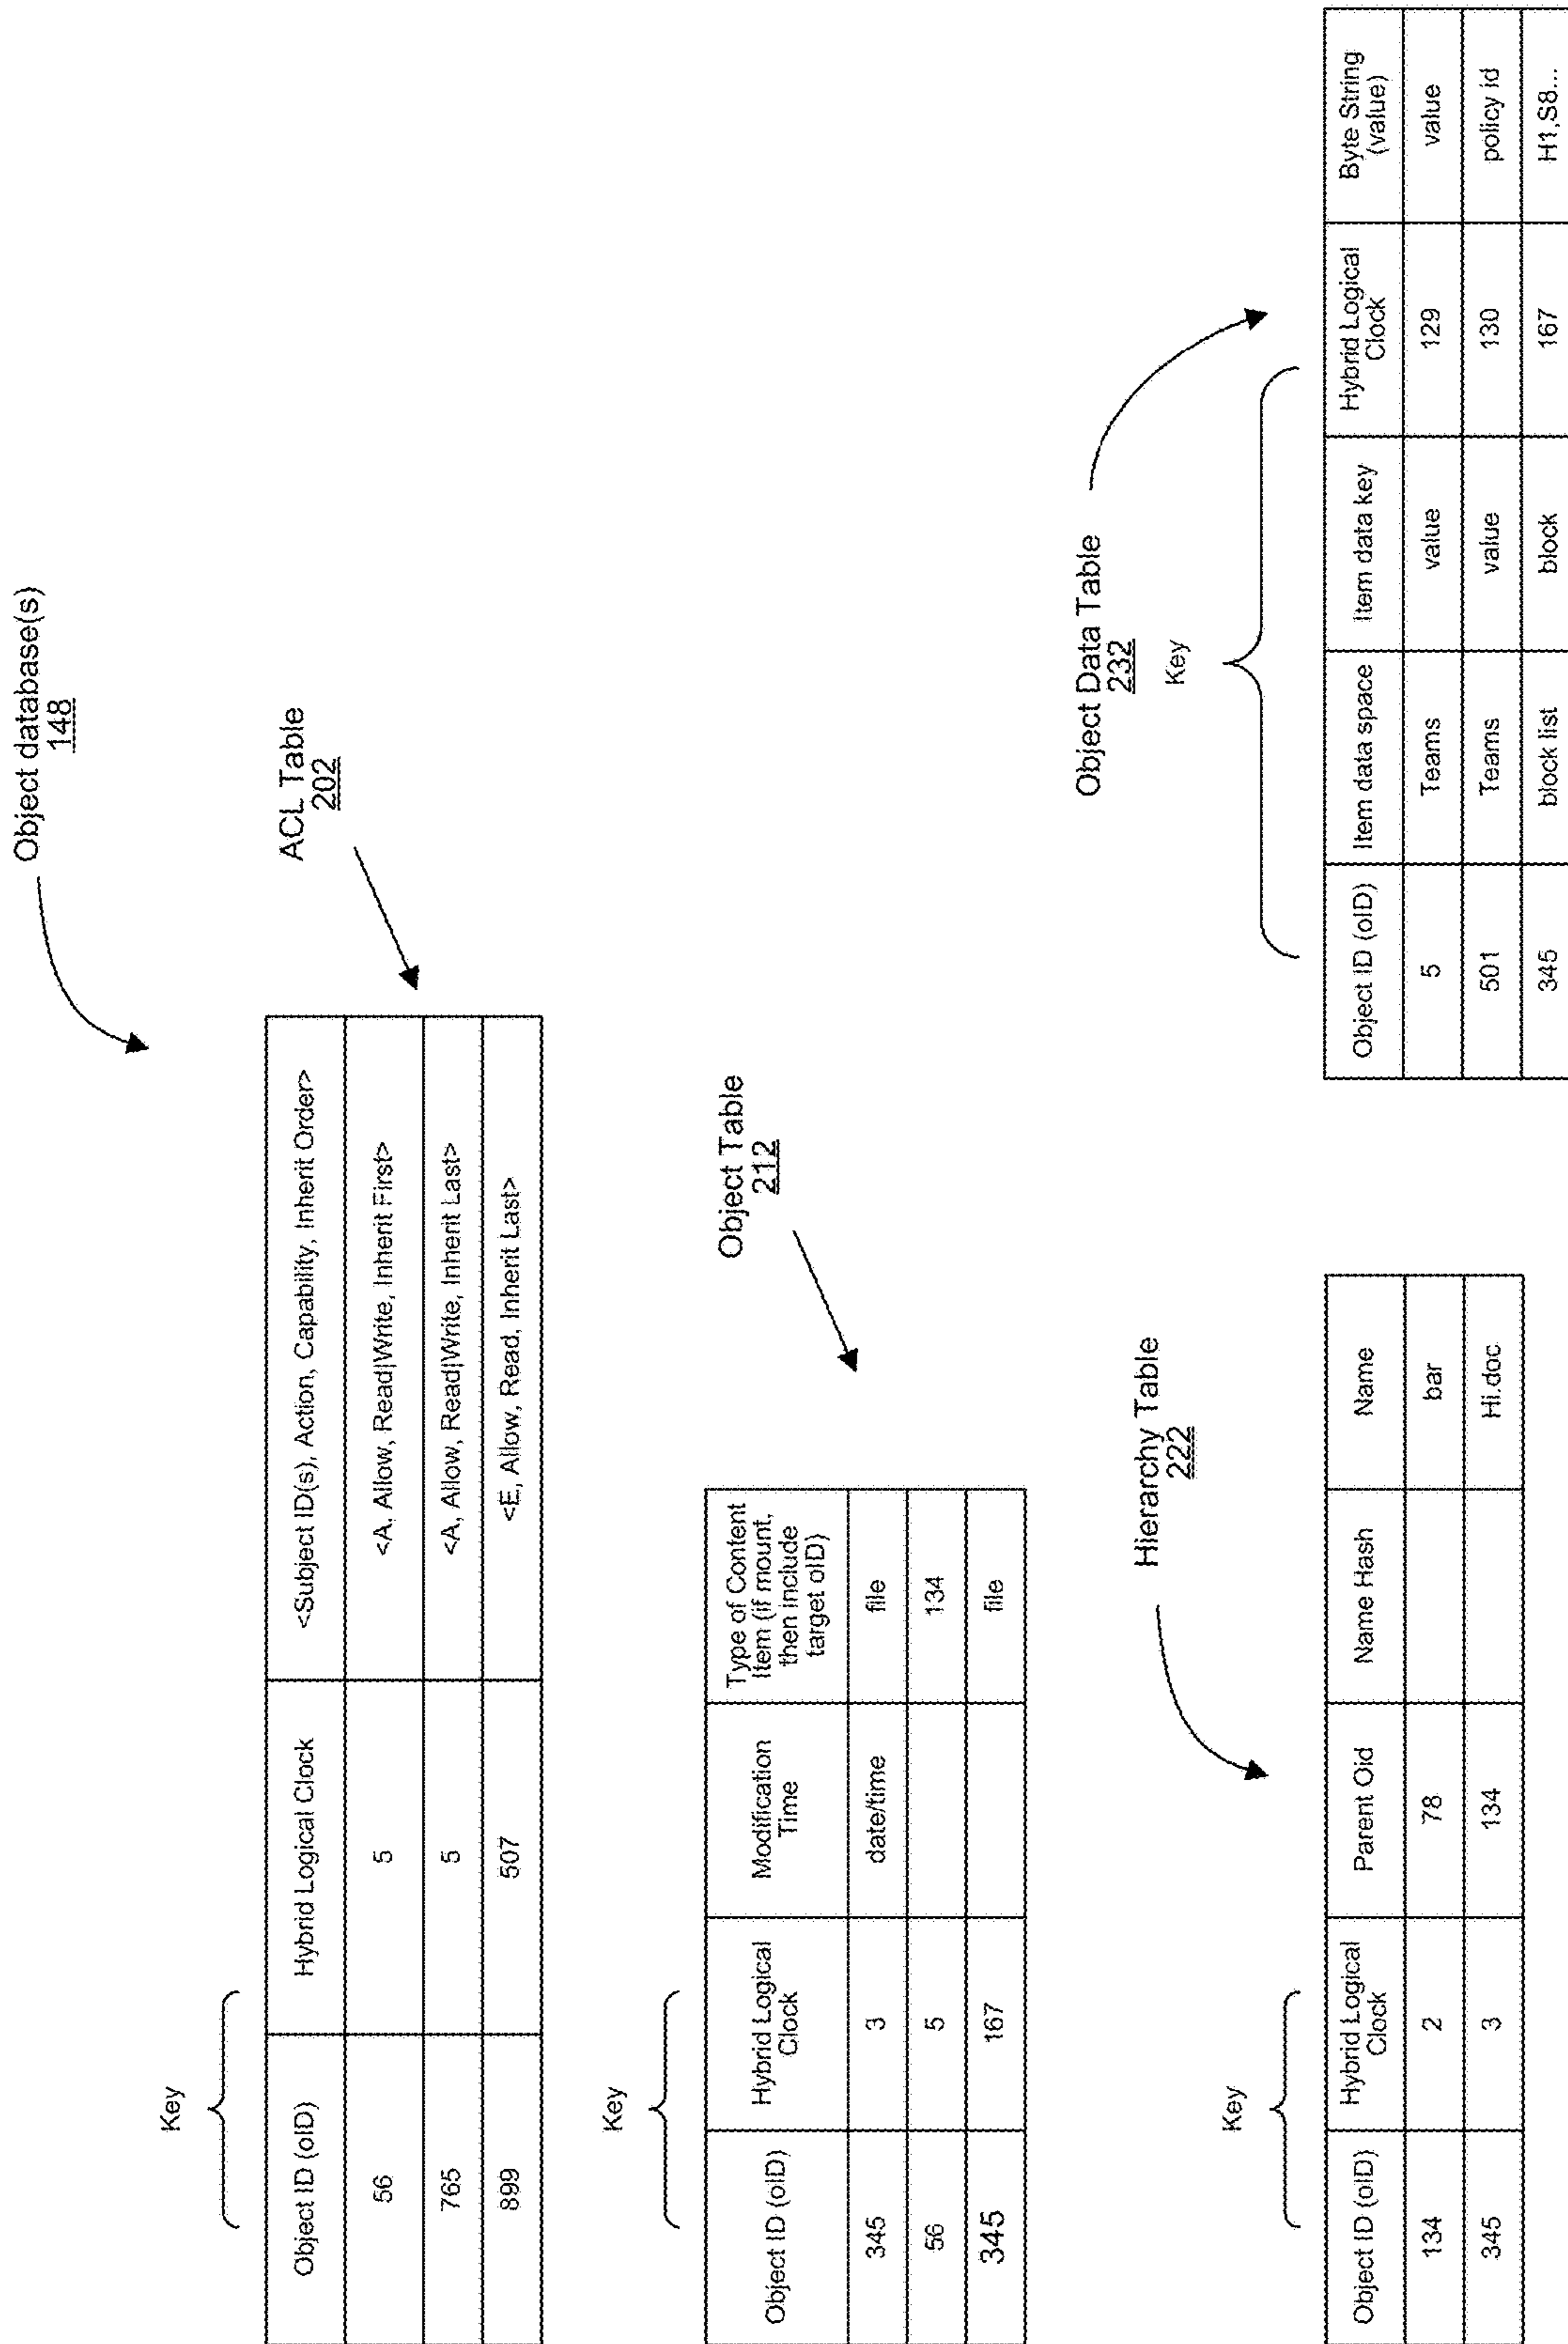 Object database(s)
148
ACL Table
202
Key
Object ID (oID)
Hybrid Logical Clock
<Subject ID(s), Action, Capability, Inherit Order>
56
5
<A, Allow, Read|Write, Inherit First>
765
5
<A, Allow, Read|Write, Inherit Last>
899
507
<E, Allow, Read, Inherit Last>
Object Table
212
Key
Object ID (oID)
Hybrid Logical
Clock
Modification
Time
Type of Content
Item (if mount,
then include
target oID)
345
3
date/time
file
56
5
134
345
167
file
Hierarchy Table
222
Key
Object ID (oID)
Hybrid Logical
Clock
Parent Oid
Name Hash
Name
134
2
78
bar
345
3
134
Hi.doc
Object Data Table
232
Key
Object ID (oID)
Item data space
Item data key
Hybrid Logical
Clock
Byte String
(value)
5
Teams
value
129
value
501
Teams
value
130
policy id
345
block list
block
167
H1,S8...